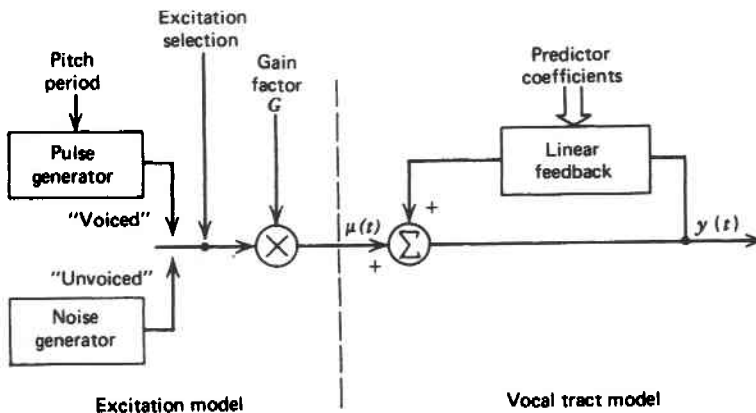 Excitation
selection
Pitch
period
Gain
factor
G
Predictor
coefficients
Pulse
generator
Linear
feedback
"Voiced"
+
μ(t)
Σ
y(t)
+
"Unvoiced"
Noise
generator
Excitation model
Vocal tract model